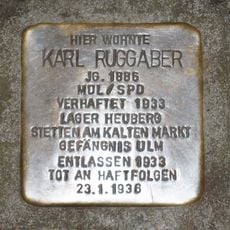 HIER WOHNTE
KARL RUGGABER
JG. 1886
MDL/SPD
VERHAFTET 1933
LAGER HEUBERG
STETTEN AM KALTEN MARKT
GEFÄNGNIS ULM
ENTLASSEN 1933
TOT AN HAFTFOLGEN
23.1.1936